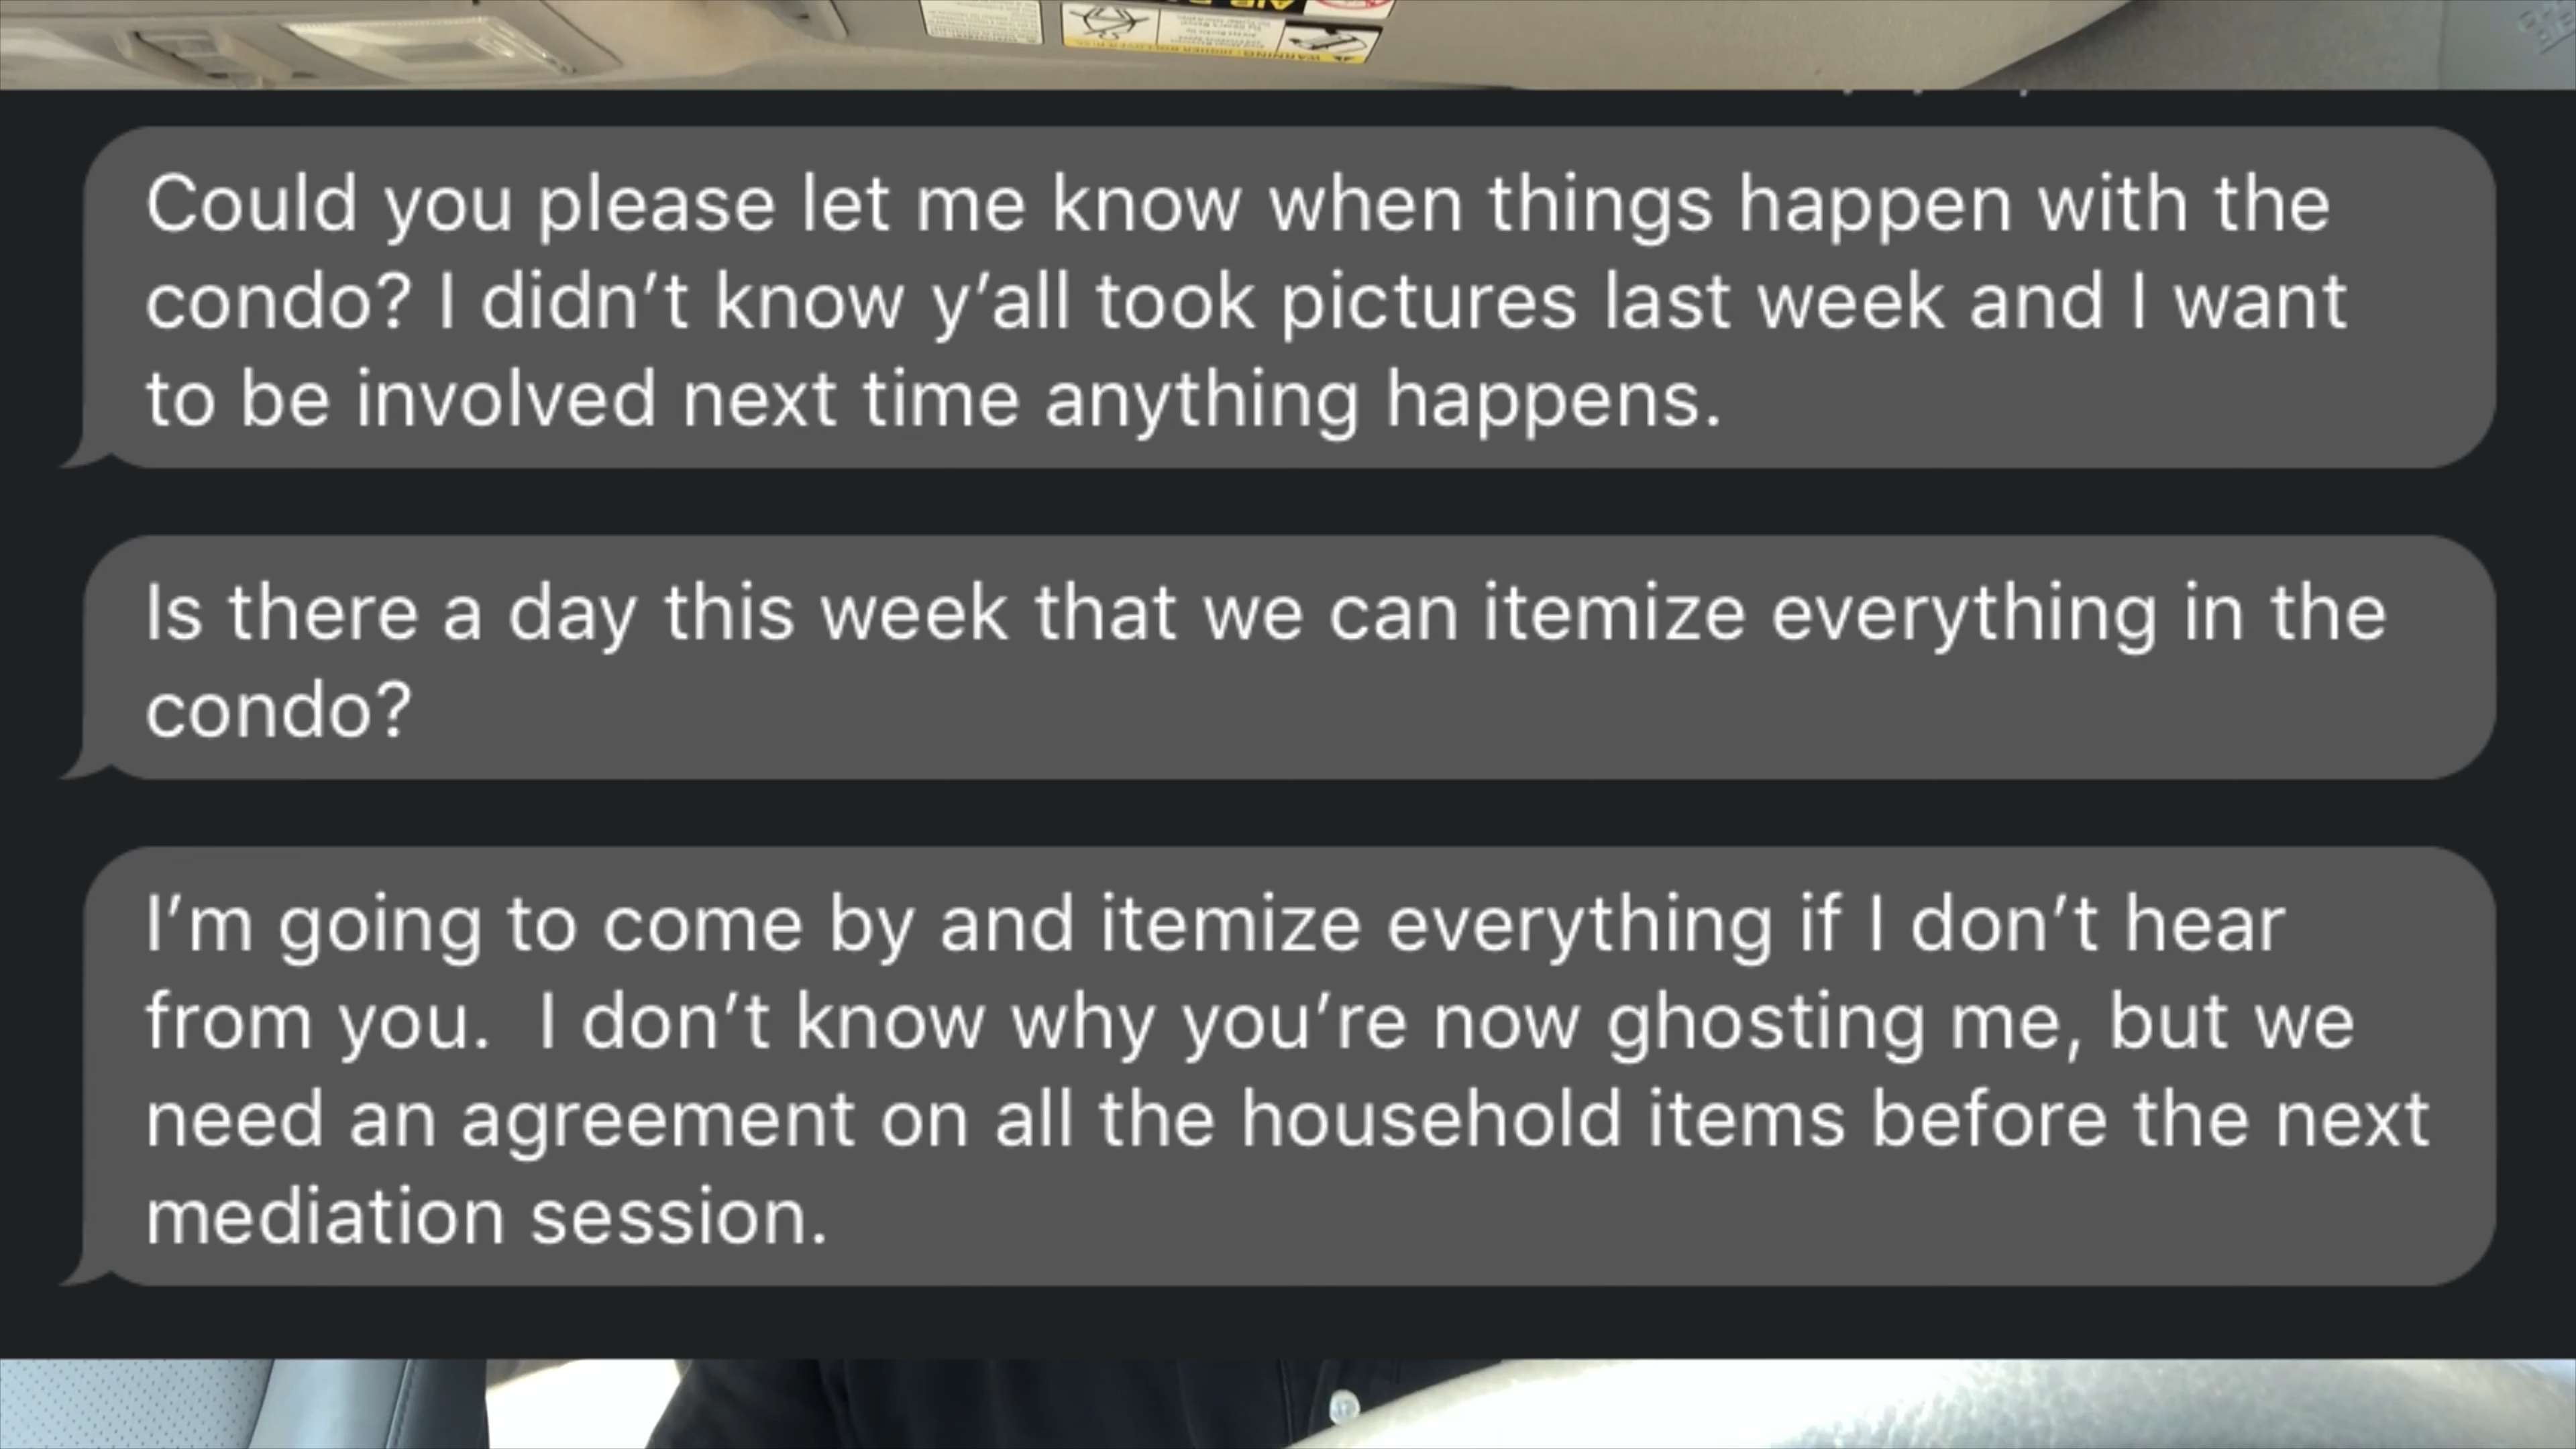 Could you please let me know when things happen with the
condo? I didn’t know y’all took pictures last week and I want
to be involved next time anything happens.
Is there a day this week that we can itemize everything in the
condo?
I’m going to come by and itemize everything if I don’t hear
from you.  I don’t know why you’re now ghosting me, but we
need an agreement on all the household items before the next
mediation session.